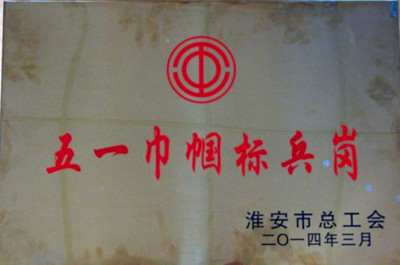 五一巾帼标兵岗
淮安市总工会
二〇一四年三月